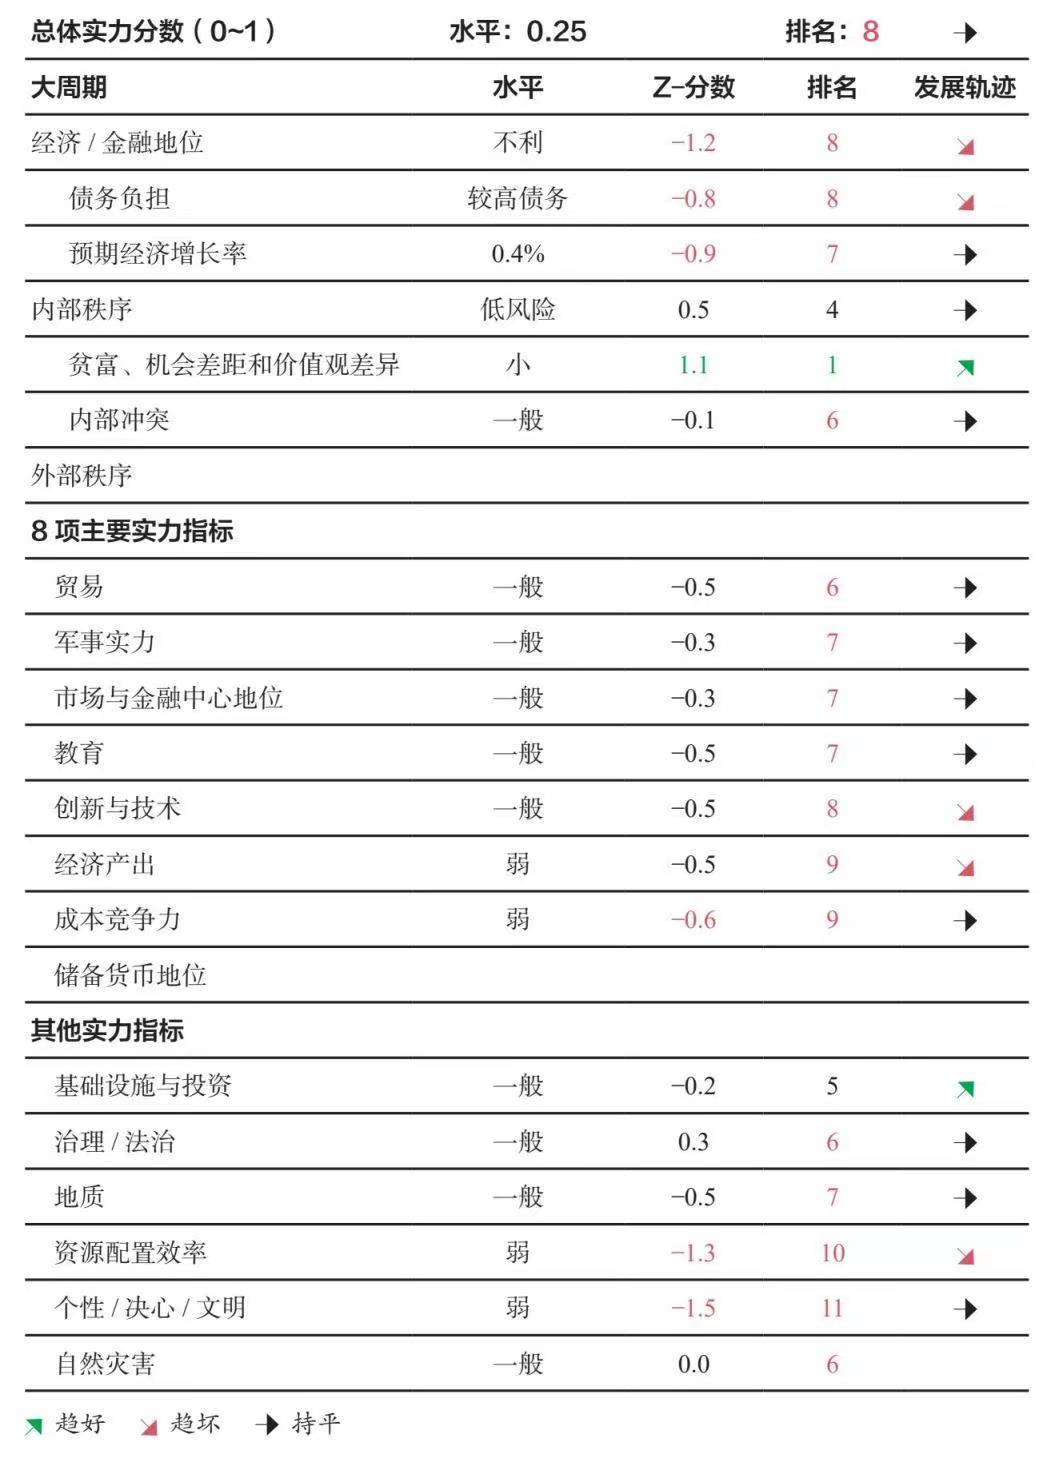 总体实力分数（0~1） 水平：0.25 排名：8
大周期 水平 Z-分数 排名 发展轨迹
经济 / 金融地位 不利 −1.2 8
债务负担 较高债务 −0.8 8
预期经济增长率 0.4% −0.9 7
内部秩序 低风险 0.5 4
贫富、机会差距和价值观差异 小 1.1 1
内部冲突 一般 −0.1 6
外部秩序
8 项主要实力指标
贸易 一般 −0.5 6
军事实力 一般 −0.3 7
市场与金融中心地位 一般 −0.3 7
教育 一般 −0.5 7
创新与技术 一般 −0.5 8
经济产出 弱 −0.5 9
成本竞争力 弱 −0.6 9
储备货币地位
其他实力指标
基础设施与投资 一般 −0.2 5
治理 / 法治 一般 0.3 6
地质 一般 −0.5 7
资源配置效率 弱 −1.3 10
个性 / 决心 / 文明 弱 −1.5 11
自然灾害 一般 0.0 6
趋好 趋坏 持平